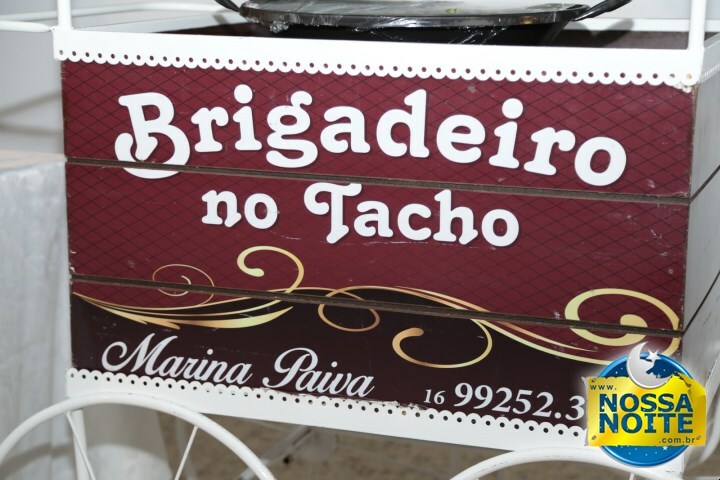 Brigadeiro
no Tacho
Marina Paiva
16 99252.3
www.
NOSSA
NOITE
.com.br